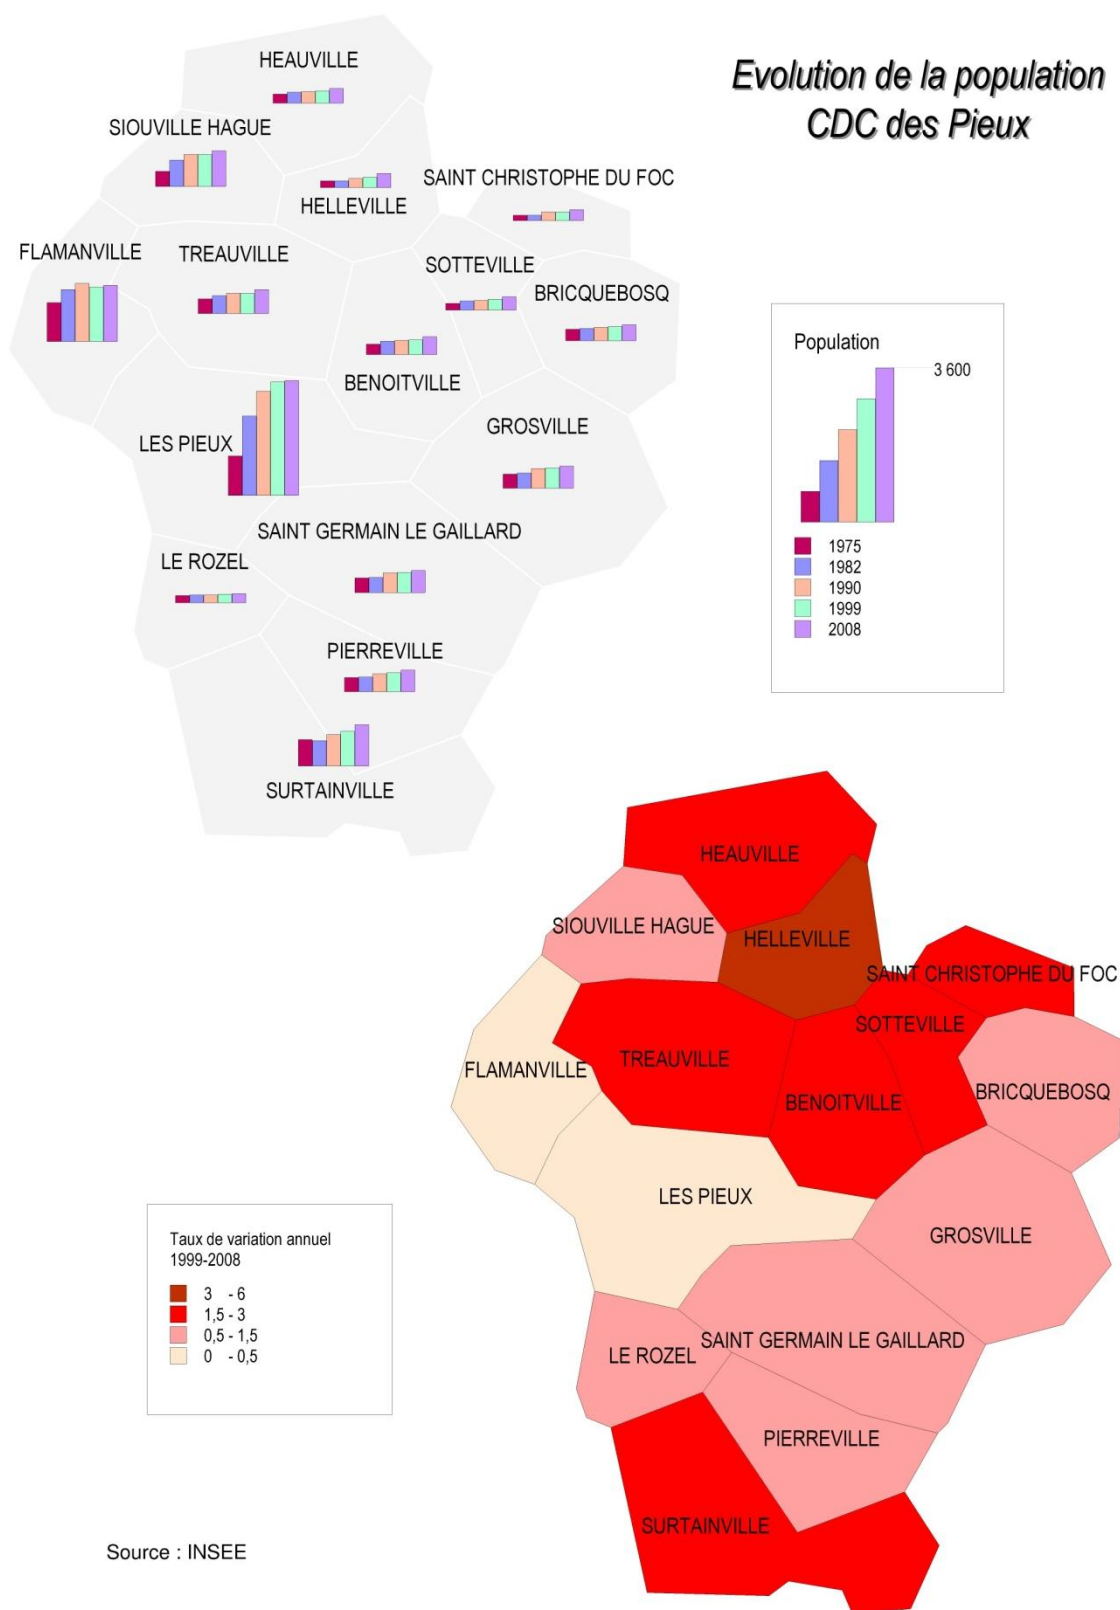 Evolution de la population
CDC des Pieux
HEAUVILLE
SIOUVILLE HAGUE
SAINT CHRISTOPHE DU FOC
HELLEVILLE
FLAMANVILLE
TREAUVILLE
SOTTEVILLE
BRICQUEBOSQ
BENOITVILLE
LES PIEUX
GROSVILLE
SAINT GERMAIN LE GAILLARD
LE ROZEL
PIERREVILLE
SURTAINVILLE
Population
3 600
1975
1982
1990
1999
2008
HEAUVILLE
SIOUVILLE HAGUE
HELLEVILLE
SAINT CHRISTOPHE DU FOC
SOTTEVILLE
TREAUVILLE
FLAMANVILLE
BRICQUEBOSQ
BENOITVILLE
LES PIEUX
GROSVILLE
SAINT GERMAIN LE GAILLARD
LE ROZEL
PIERREVILLE
SURTAINVILLE
Taux de variation annuel
1999-2008
3 - 6
1,5 - 3
0,5 - 1,5
0 - 0,5
Source : INSEE